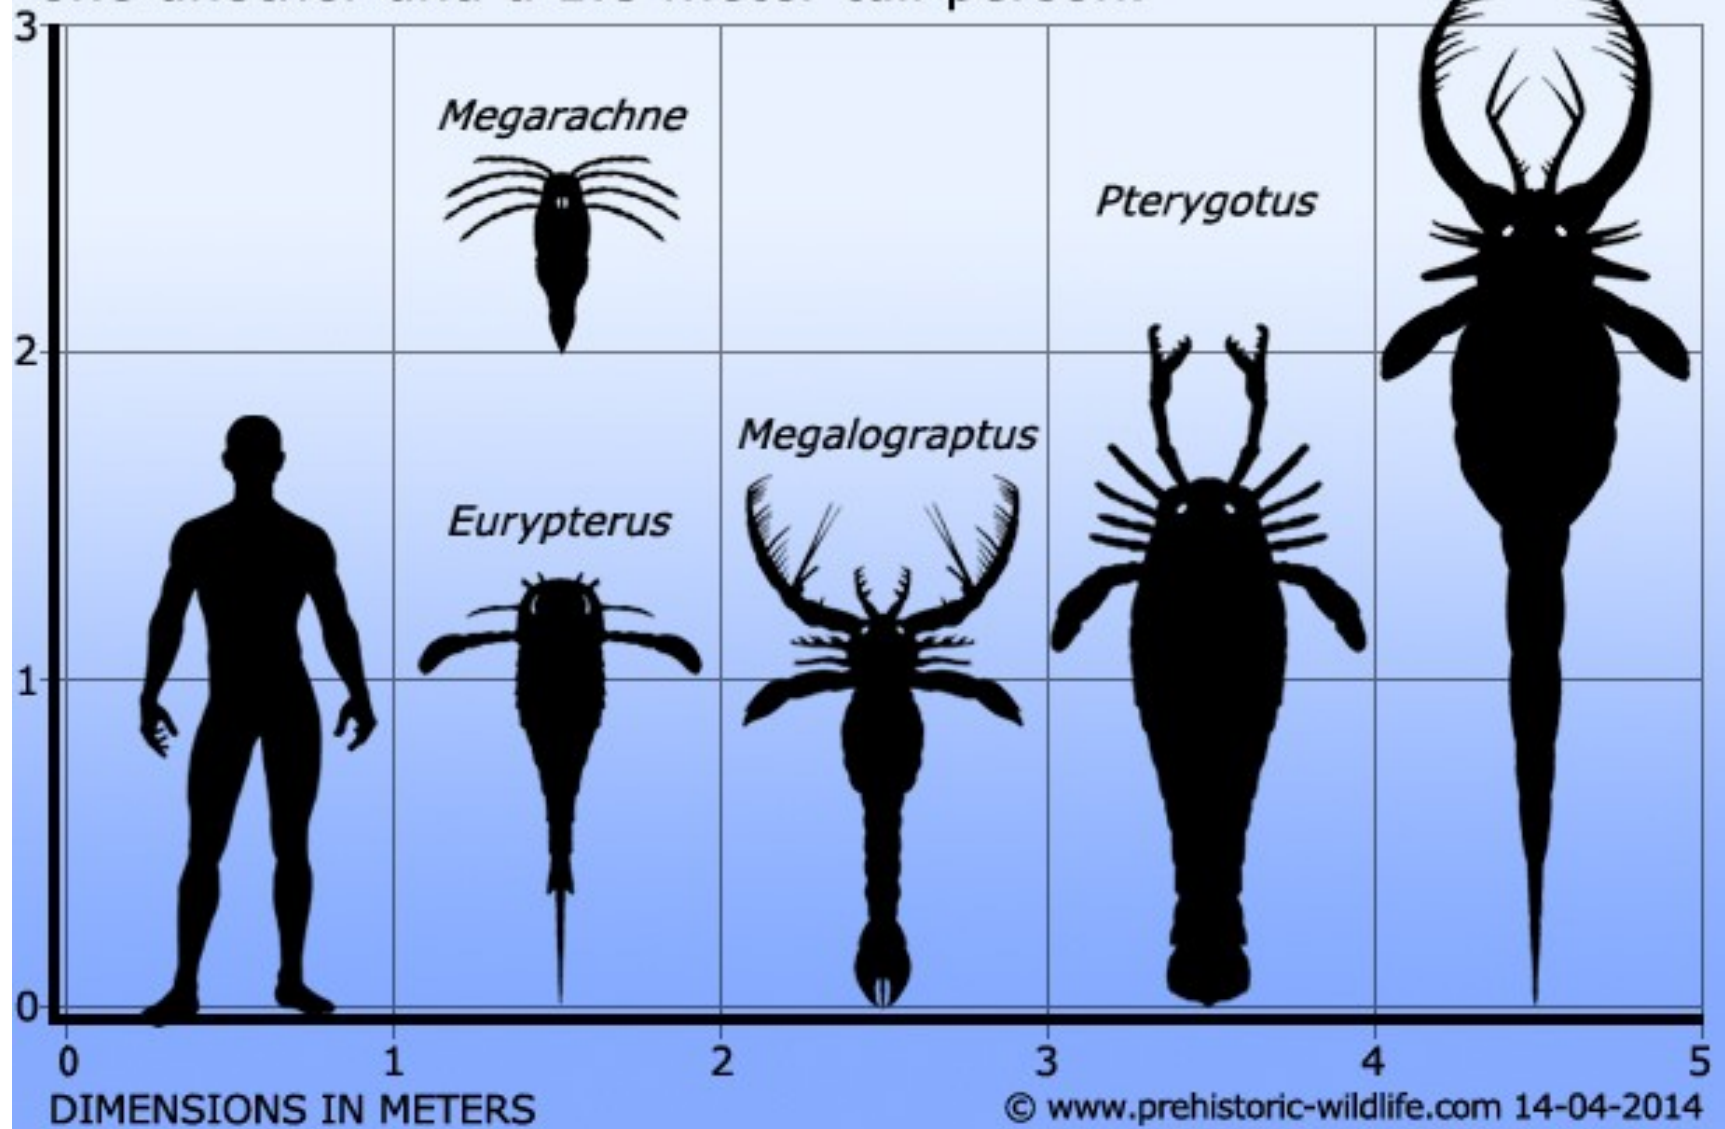 3
Megarachne
Pterygotus
2
Megalograptus
Eurypterus
1
0
0 1 2 3 4 5
DIMENSIONS IN METERS
© www.prehistoric-wildlife.com 14-04-2014